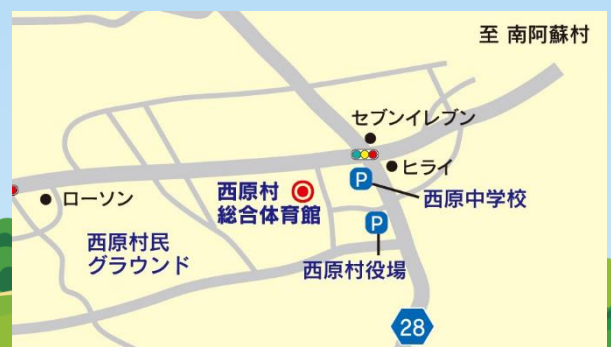 至 南阿蘇村
セブンイレブン
ヒライ
P
西原中学校
西原村
総合体育館
ローソン
西原村民
グラウンド
P
西原村役場
28